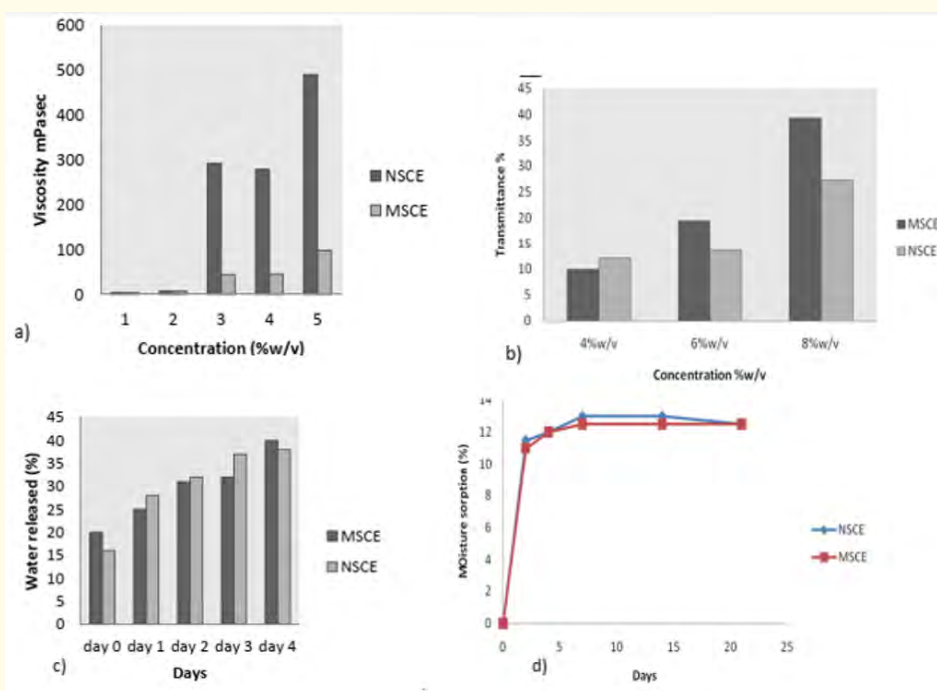 600
500
400
300
200
100
0
Viscosity mPasec
1 2 3 4 5
Concentration (%w/v)
NSCE
MSCE
a)
45
40
35
30
25
20
15
10
5
0
Transmittance %
4%w/v 6%w/v 8%w/v
Concentration %w/v
MSCE
NSCE
b)
45
40
35
30
25
20
15
10
5
0
Water released (%)
day 0 day 1 day 2 day 3 day 4
Days
MSCE
NSCE
c)
14
12
10
8
6
4
2
0
MOisture sorption (%)
0 5 10 15 20 25
Days
NSCE
MSCE
d)